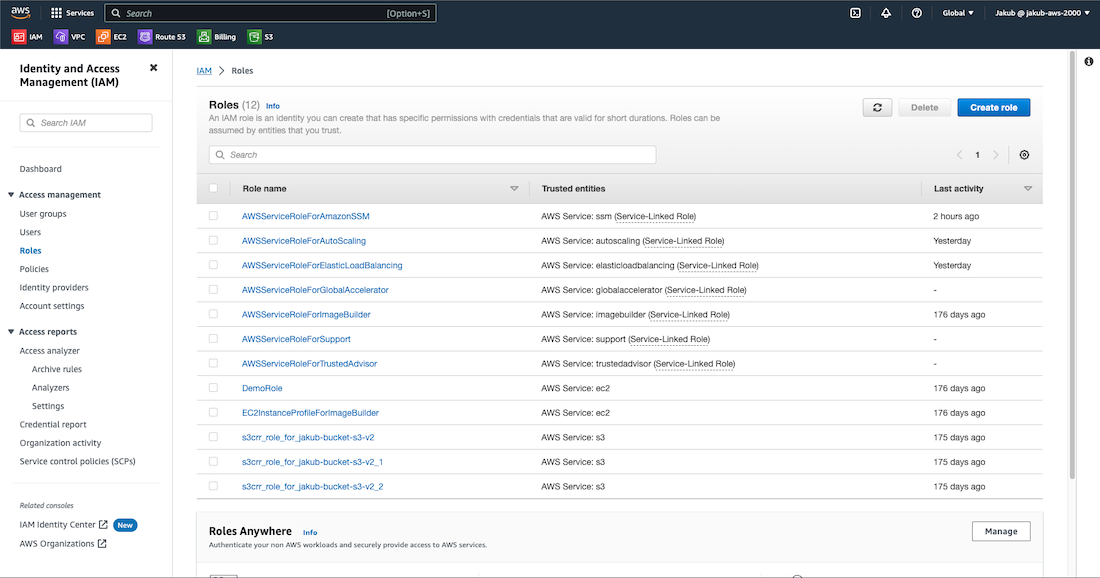 aws
Services
Search
[Option+S]
Global
Jakub @ jakub-aws-2000
IAM
VPC
EC2
Route 53
Billing
S3
Identity and Access
Management (IAM)
Search IAM
Dashboard
Access management
User groups
Users
Roles
Policies
Identity providers
Account settings
Access reports
Access analyzer
Archive rules
Analyzers
Settings
Credential report
Organization activity
Service control policies (SCPs)
Related consoles
IAM Identity Center New
AWS Organizations
IAM > Roles
Roles (12) Info
An IAM role is an identity you can create that has specific permissions with credentials that are valid for short durations. Roles can be
assumed by entities that you trust.
Delete
Create role
Search
1
Role name Trusted entities Last activity
AWSServiceRoleForAmazonSSM AWS Service: ssm (Service-Linked Role) 2 hours ago
AWSServiceRoleForAutoScaling AWS Service: autoscaling (Service-Linked Role) Yesterday
AWSServiceRoleForElasticLoadBalancing AWS Service: elasticloadbalancing (Service-Linked Role) Yesterday
AWSServiceRoleForGlobalAccelerator AWS Service: globalaccelerator (Service-Linked Role) -
AWSServiceRoleForImageBuilder AWS Service: imagebuilder (Service-Linked Role) 176 days ago
AWSServiceRoleForSupport AWS Service: support (Service-Linked Role) -
AWSServiceRoleForTrustedAdvisor AWS Service: trustedadvisor (Service-Linked Role) -
DemoRole AWS Service: ec2 176 days ago
EC2InstanceProfileForImageBuilder AWS Service: ec2 176 days ago
s3crr_role_for_jakub-bucket-s3-v2 AWS Service: s3 175 days ago
s3crr_role_for_jakub-bucket-s3-v2_1 AWS Service: s3 175 days ago
s3crr_role_for_jakub-bucket-s3-v2_2 AWS Service: s3 175 days ago
Roles Anywhere Info
Authenticate your non AWS workloads and securely provide access to AWS services.
Manage